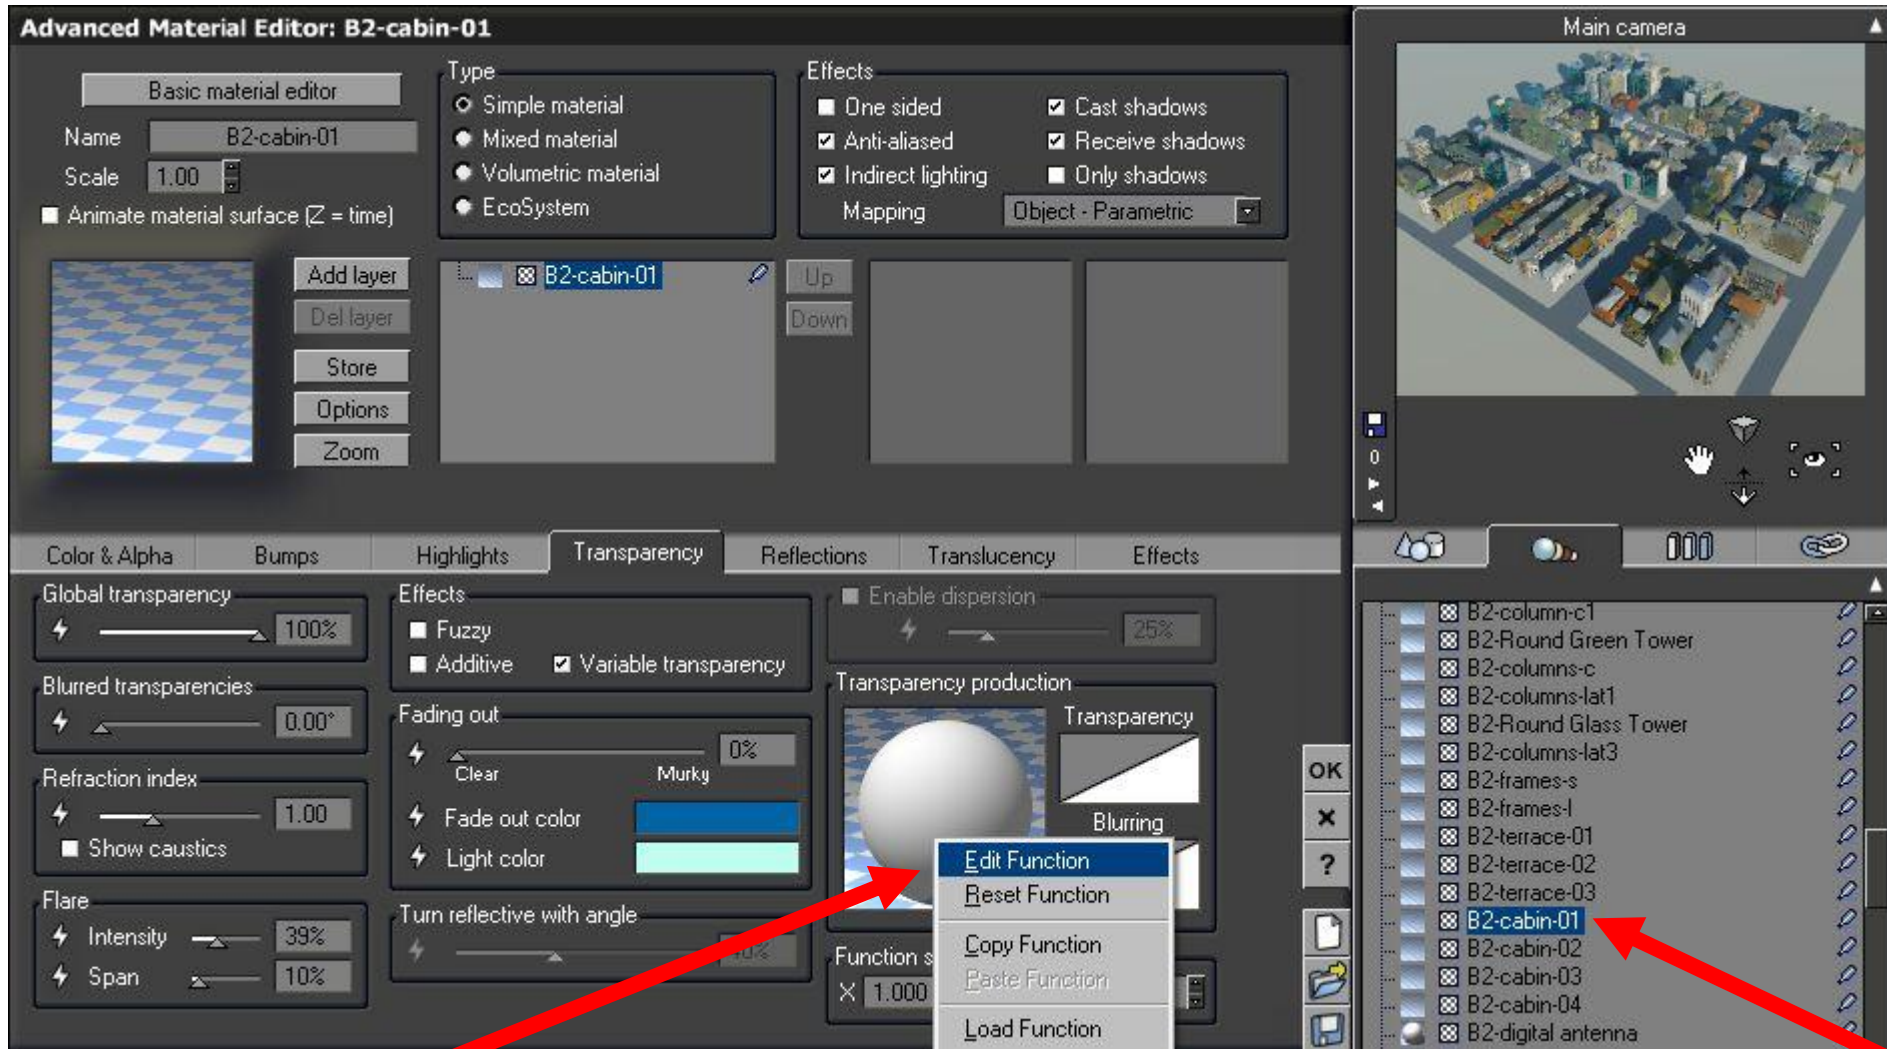 Advanced Material Editor: B2-cabin-01
Basic material editor
Name B2-cabin-01
Scale 1.00
Animate material surface (Z = time)
Type
Simple material
Mixed material
Volumetric material
EcoSystem
Effects
One sided
Cast shadows
Anti-aliased
Receive shadows
Indirect lighting
Only shadows
Mapping Object - Parametric
Add layer
Del layer
Store
Options
Zoom
B2-cabin-01
Up
Down
Color & Alpha
Bumps
Highlights
Transparency
Reflections
Translucency
Effects
Global transparency
100%
Blurred transparencies
0.00°
Refraction index
1.00
Show caustics
Flare
Intensity 39%
Span 10%
Effects
Fuzzy
Additive
Variable transparency
Fading out
0%
Clear Murky
Fade out color
Light color
Turn reflective with angle
Enable dispersion
25%
Transparency production
Transparency
Blurring
Function s
X 1.000
Edit Function
Reset Function
Copy Function
Paste Function
Load Function
OK
?
Main camera
0
B2-column-c1
B2-Round Green Tower
B2-columns-c
B2-columns-lat1
B2-Round Glass Tower
B2-columns-lat3
B2-frames-s
B2-frames-l
B2-terrace-01
B2-terrace-02
B2-terrace-03
B2-cabin-01
B2-cabin-02
B2-cabin-03
B2-cabin-04
B2-digital antenna